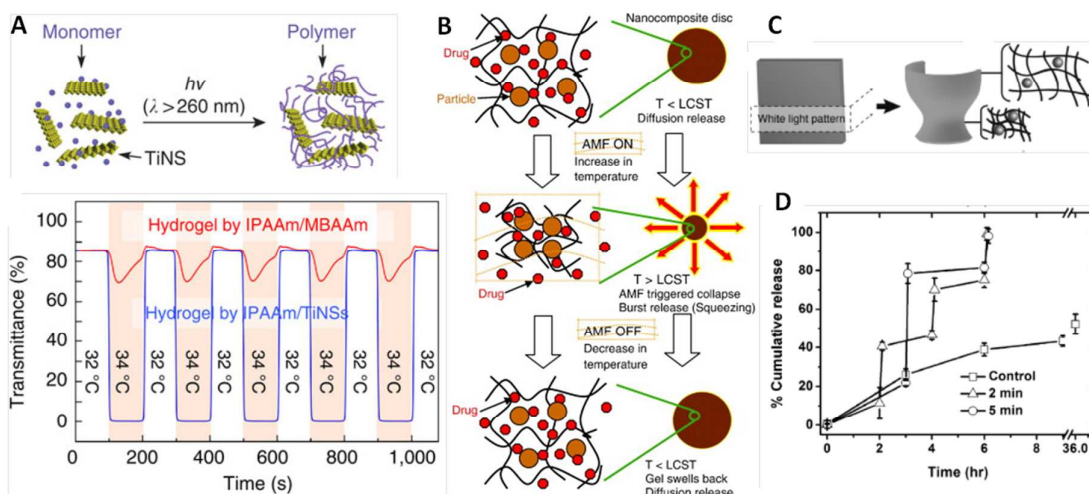 A
Monomer
Polymer
hν
(λ > 260 nm)
TiNS
Transmittance (%)
100
80
60
40
20
0
Hydrogel by IPAAm/MBAAm
Hydrogel by IPAAm/TiNSs
32 °C
34 °C
32 °C
34 °C
32 °C
34 °C
32 °C
34 °C
32 °C
34 °C
32 °C
0
200
400
600
800
1,000
Time (s)
B
Nanocomposite disc
Drug
Particle
T < LCST
Diffusion release
AMF ON
Increase in
temperature
Drug
T > LCST
AMF triggered collapse
Burst release (Squeezing)
AMF OFF
Decrease in
temperature
Drug
T < LCST
Gel swells back
Diffusion release
C
White light pattern
D
% Cumulative release
100
80
60
40
20
0
Control
2 min
5 min
0
2
4
6
8
36.0
Time (hr)